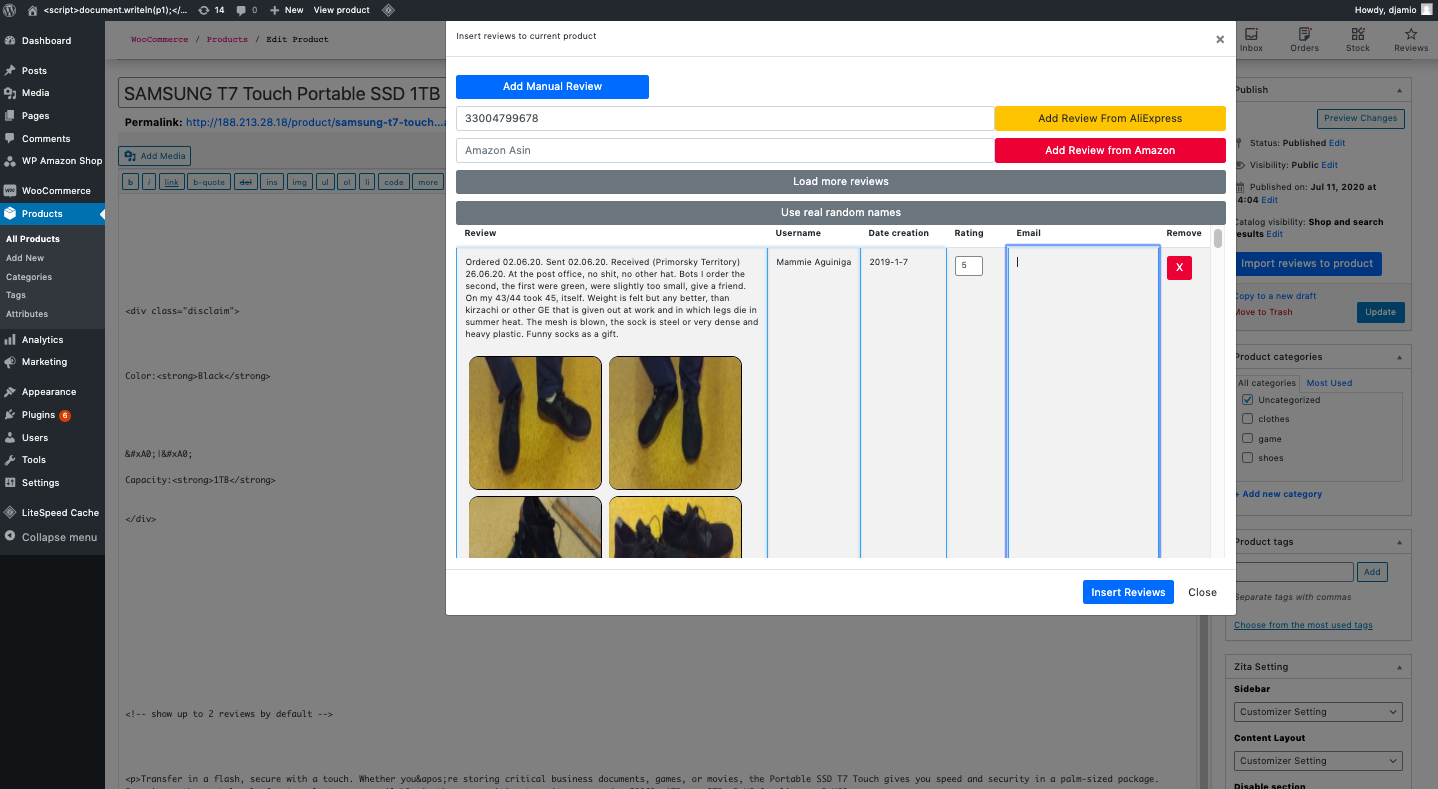 <script>document.writeln(p1);</...
14
0
New
View product
Howdy, djamio
Dashboard
Posts
Media
Pages
Comments
WP Amazon Shop
WooCommerce
Products
All Products
Add New
Categories
Tags
Attributes
Analytics
Marketing
Appearance
Plugins 6
Users
Tools
Settings
LiteSpeed Cache
Collapse menu
WooCommerce / Products / Edit Product
Inbox
Orders
Stock
Reviews
SAMSUNG T7 Touch Portable SSD 1TB
Permalink: http://188.213.28.18/product/samsung-t7-touch...
Add Media
b
i
link
b-quote
del
ins
img
ul
ol
li
code
more
<div class="disclaim">
Color:<strong>Black</strong>
&#xA0;|&#xA0;
Capacity:<strong>1TB</strong>
</div>
<!-- show up to 2 reviews by default -->
<p>Transfer in a flash, secure with a touch. Whether you&apos;re storing critical business documents, games, or movies, the Portable SSD T7 Touch gives you speed and security in a palm-sized package.
Insert reviews to current product
×
Add Manual Review
33004799678
Add Review From AliExpress
Amazon Asin
Add Review from Amazon
Load more reviews
Use real random names
Review
Username
Date creation
Rating
Email
Remove
Ordered 02.06.20. Sent 02.06.20. Received (Primorsky Territory)
26.06.20. At the post office, no shit, no other hat. Bots I order the
second, the first were green, were slightly too small, give a friend.
On my 43/44 took 45, itself. Weight is felt but any better, than
kirzachi or other GE that is given out at work and in which legs die in
summer heat. The mesh is blown, the sock is steel or very dense and
heavy plastic. Funny socks as a gift.
Mammie Aguiniga
2019-1-7
5
X
Insert Reviews
Close
Publish
Preview Changes
Status: Published Edit
Visibility: Public Edit
Published on: Jul 11, 2020 at
4:04 Edit
Catalog visibility: Shop and search
results Edit
Import reviews to product
Copy to a new draft
Move to Trash
Update
Product categories
All categories
Most Used
Uncategorized
clothes
game
shoes
+ Add new category
Product tags
Add
Separate tags with commas
Choose from the most used tags
Zita Setting
Sidebar
Customizer Setting
Content Layout
Customizer Setting
Disable section